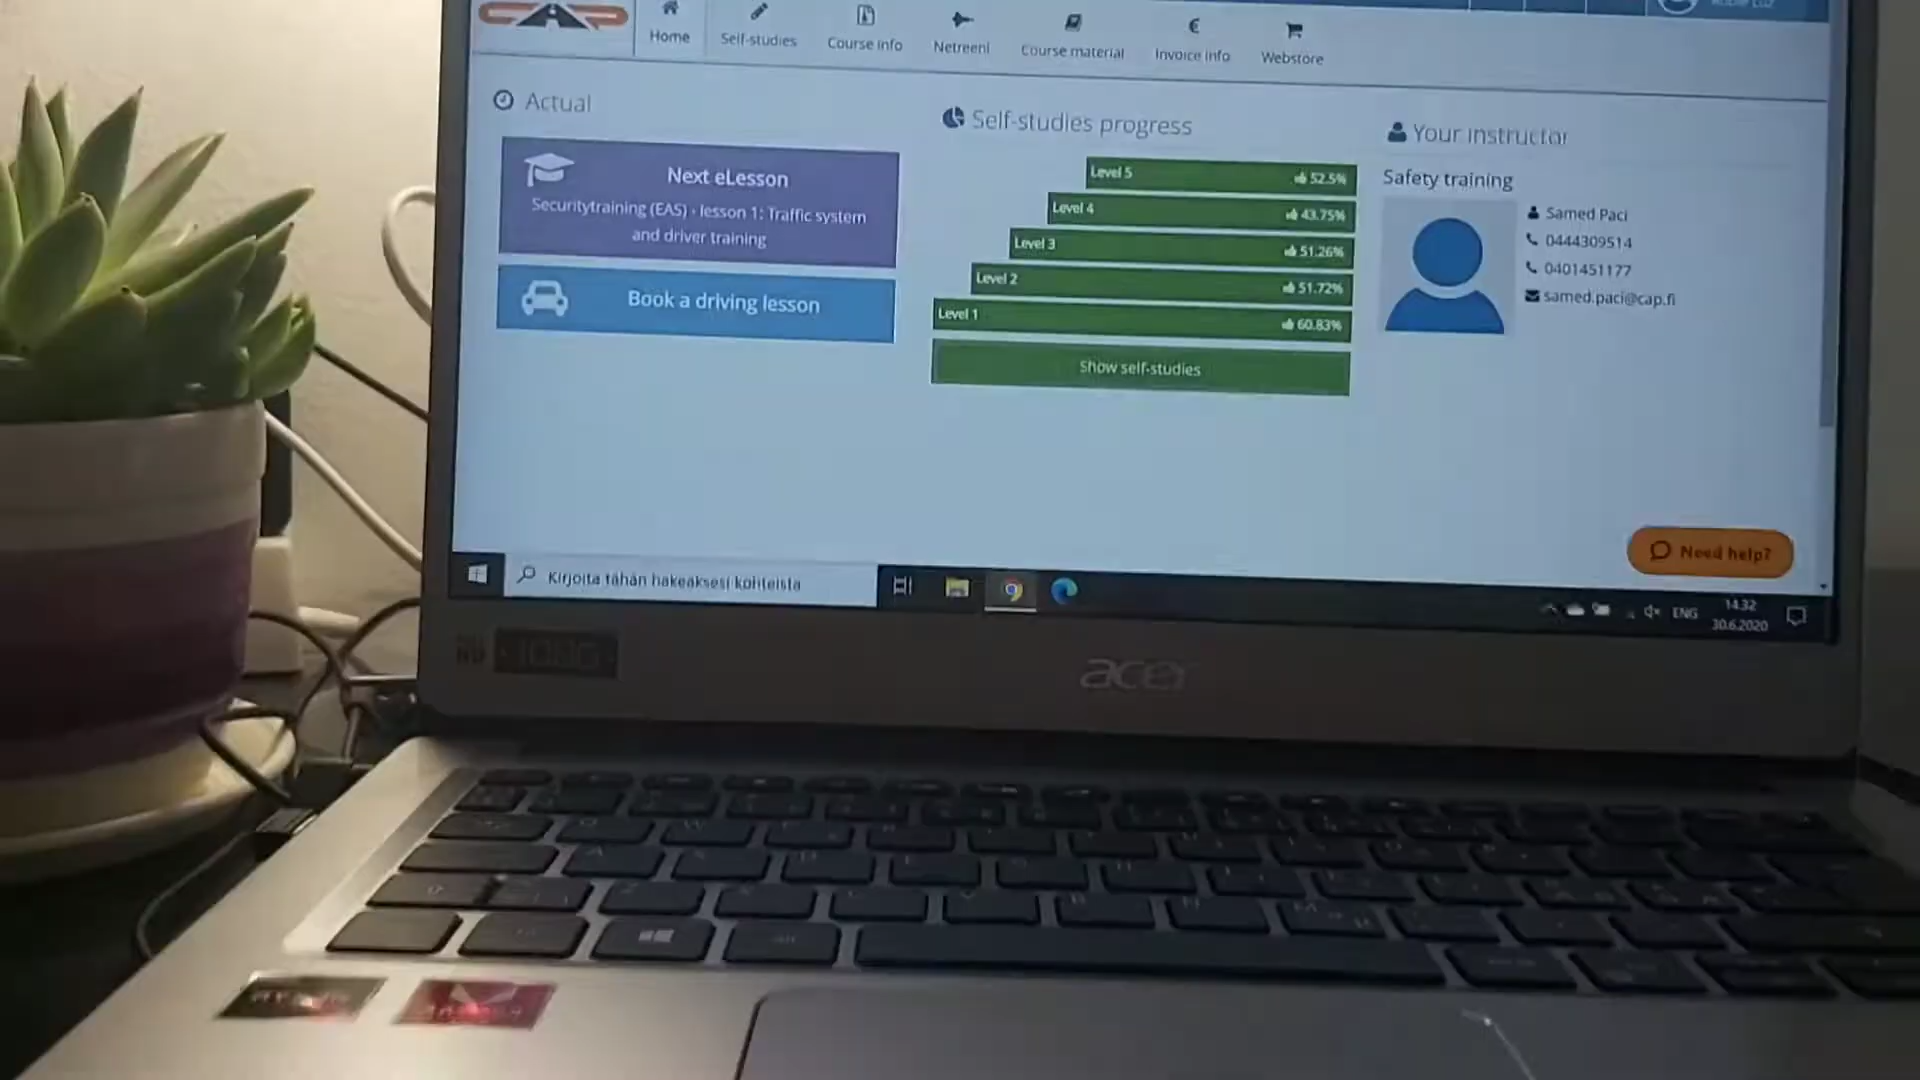 Home
Self-studies
Course info
Netreeni
Course material
Invoice info
Webstore
Actual
Next eLesson
Securitytraining (EAS) - lesson 1: Traffic system
and driver training
Book a driving lesson
Self-studies progress
Level 5 52.5%
Level 4 43.75%
Level 3 51.26%
Level 2 51.72%
Level 1 60.83%
Show self-studies
Your instructor
Safety training
Samed Paci
0444309514
0401451177
samed.paci@cap.fi
Need help?
Kirjoita tähän hakeaksesi kohteista
ENG
14.32
30.6.2020
acer